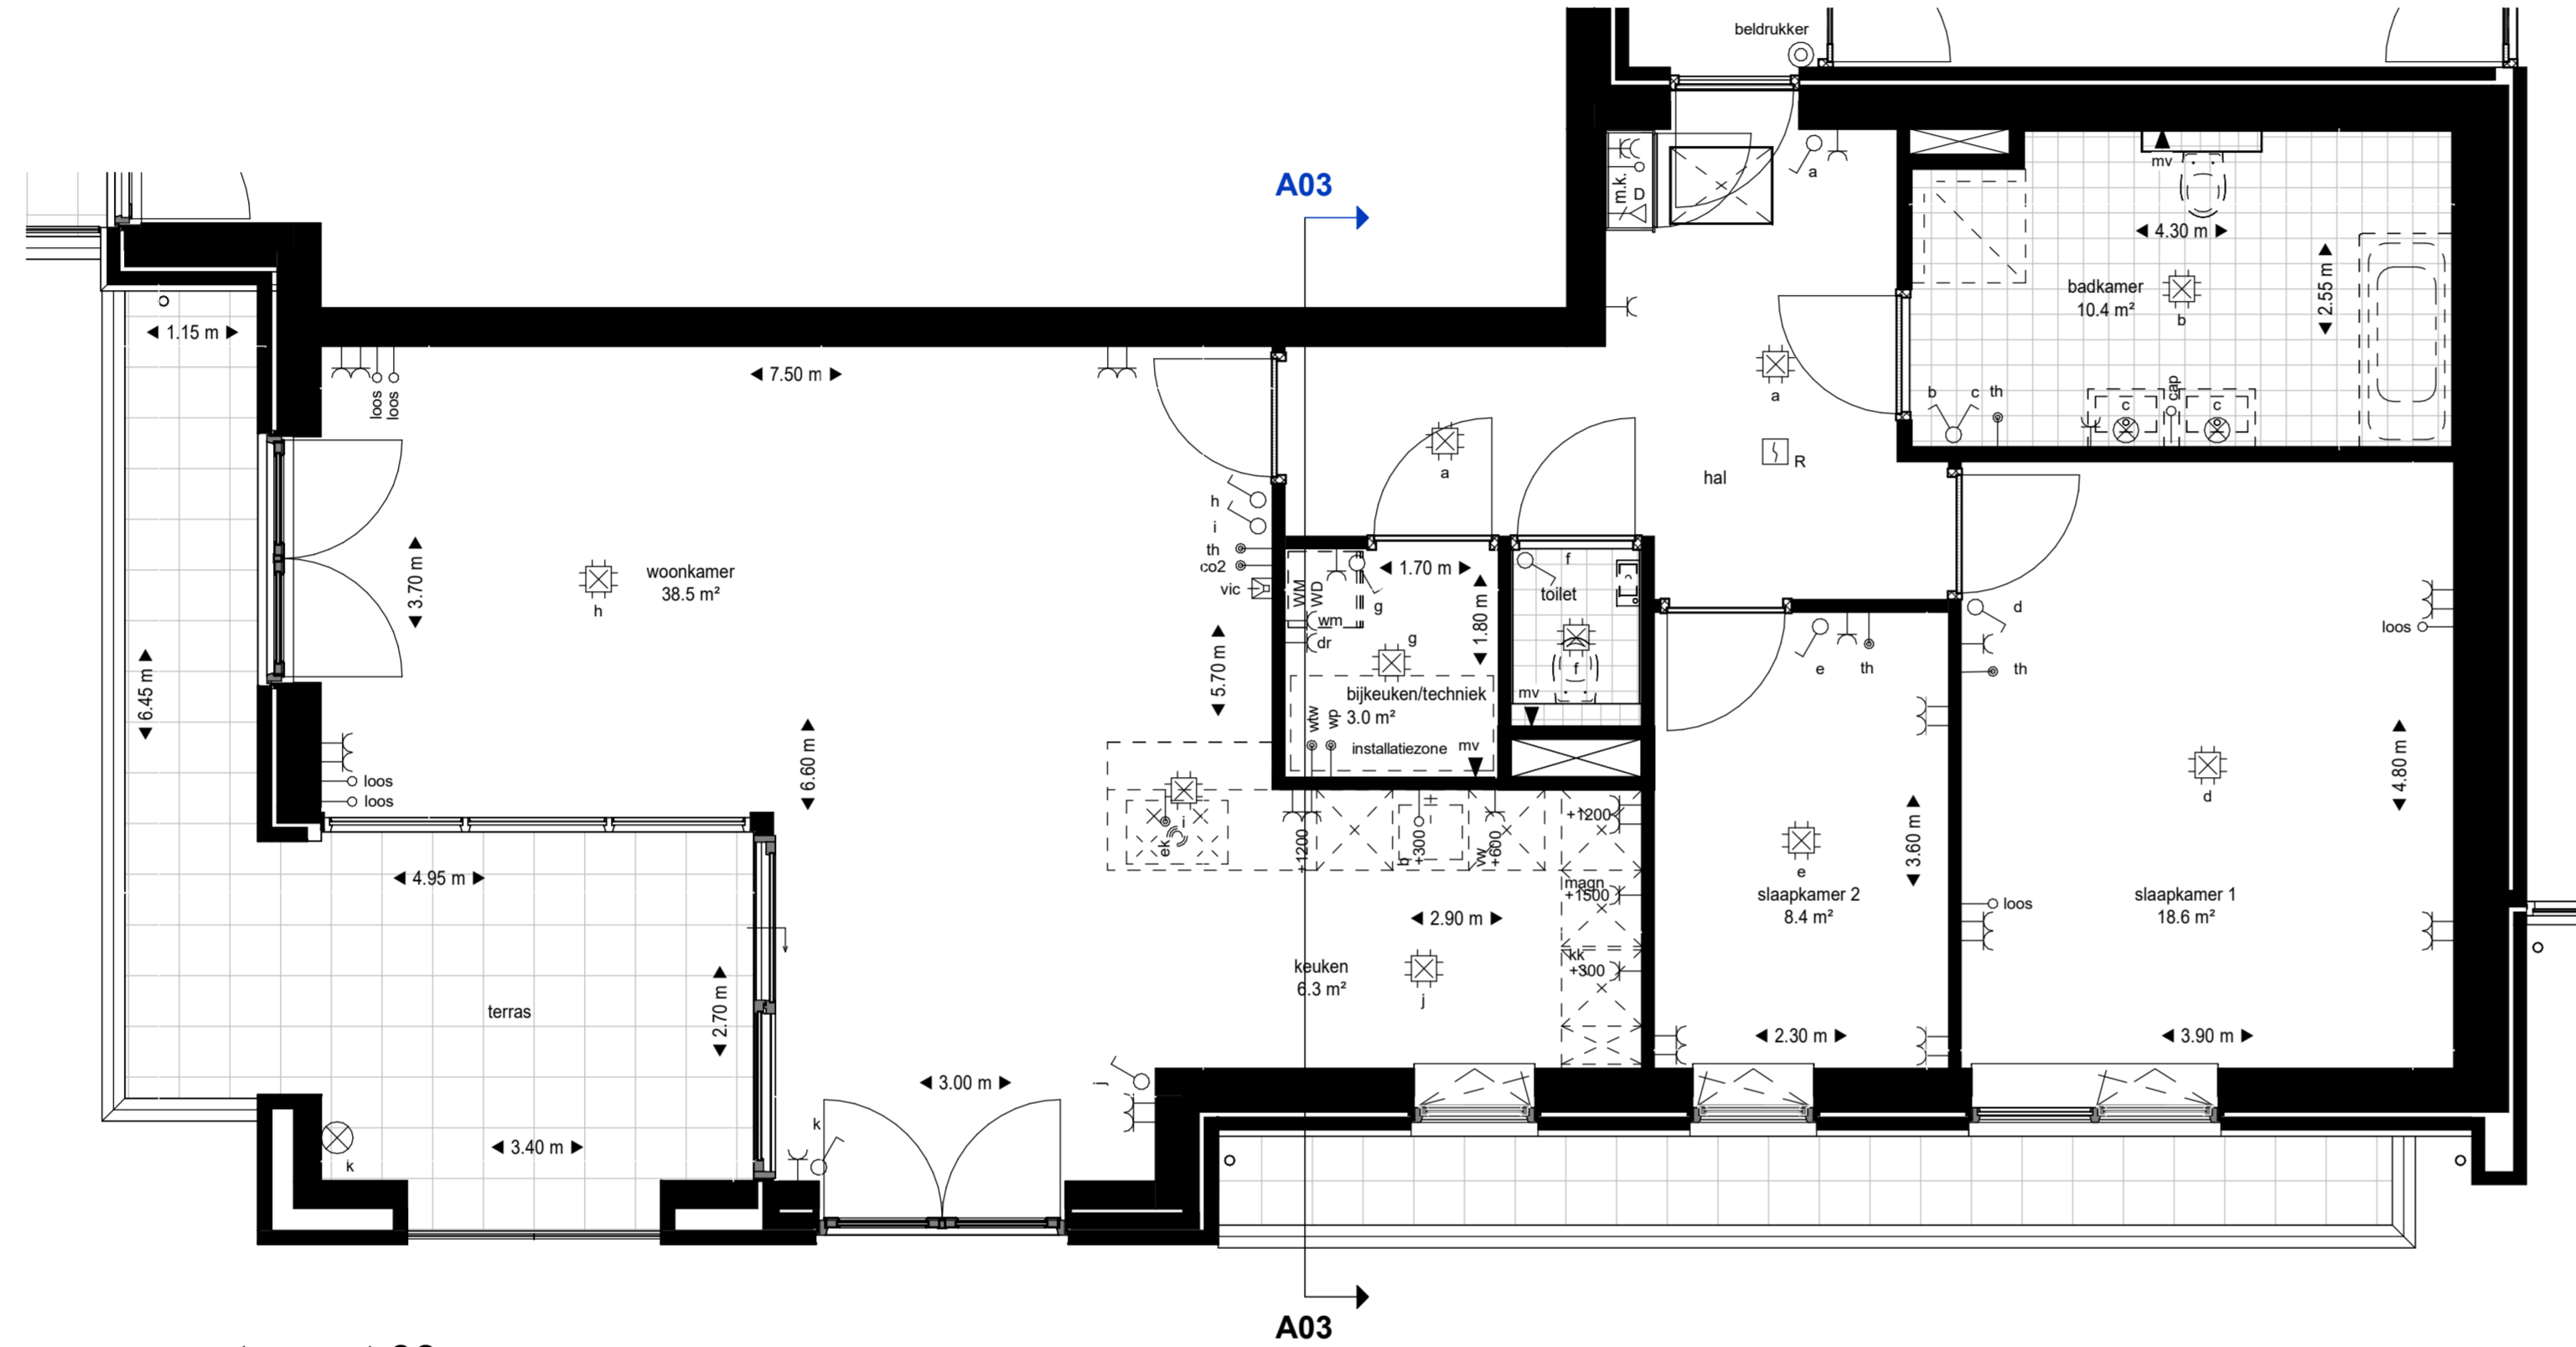 beldrukker
A03
m.k.
D
a
mv
4.30 m
2.55 m
badkamer
10.4 m²
b
b
c
th
c
cap
c
1.15 m
loos
loos
7.50 m
a
a
R
hal
h
i
th
co2
vic
3.70 m
woonkamer
38.5 m²
h
5.70 m
6.45 m
6.60 m
loos
loos
WM
WD
wm
dr
g
g
1.70 m
1.80 m
bijkeuken/techniek
3.0 m²
wtw
wp
installatiezone
mv
f
toilet
f
mv
d
th
e
th
loos
4.80 m
d
slaapkamer 1
18.6 m²
loos
3.90 m
3.60 m
e
slaapkamer 2
8.4 m²
2.30 m
i
ek
+1200
b
+300
vw
+600
+1200
magn
+1500
kk
+300
2.90 m
keuken
6.3 m²
j
j
4.95 m
terras
2.70 m
3.00 m
k
3.40 m
k
A03